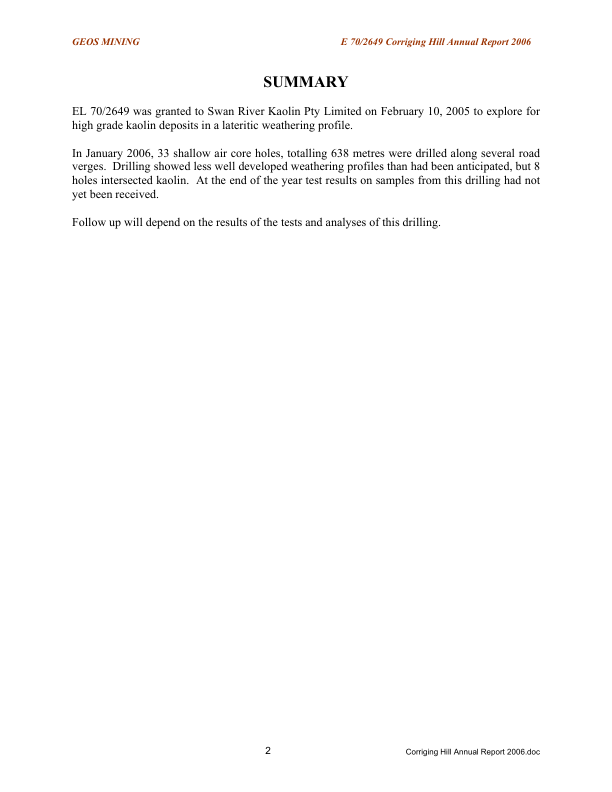 GEOS MINING E 70/2649 Corriging Hill Annual Report 2006
SUMMARY
EL 70/2649 was granted to Swan River Kaolin Pty Limited on February 10, 2005 to explore for
high grade kaolin deposits in a lateritic weathering profile.
In January 2006, 33 shallow air core holes, totalling 638 metres were drilled along several road
verges.  Drilling showed less well developed weathering profiles than had been anticipated, but 8
holes intersected kaolin.  At the end of the year test results on samples from this drilling had not
yet been received.
Follow up will depend on the results of the tests and analyses of this drilling.
2 Corriging Hill Annual Report 2006.doc